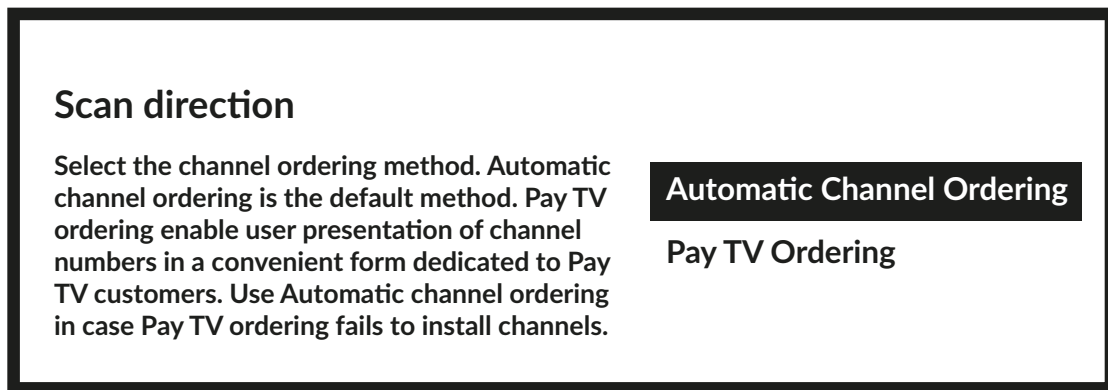 Scan direction
Select the channel ordering method. Automatic
channel ordering is the default method. Pay TV
ordering enable user presentation of channel
numbers in a convenient form dedicated to Pay
TV customers. Use Automatic channel ordering
in case Pay TV ordering fails to install channels.
Automatic Channel Ordering
Pay TV Ordering